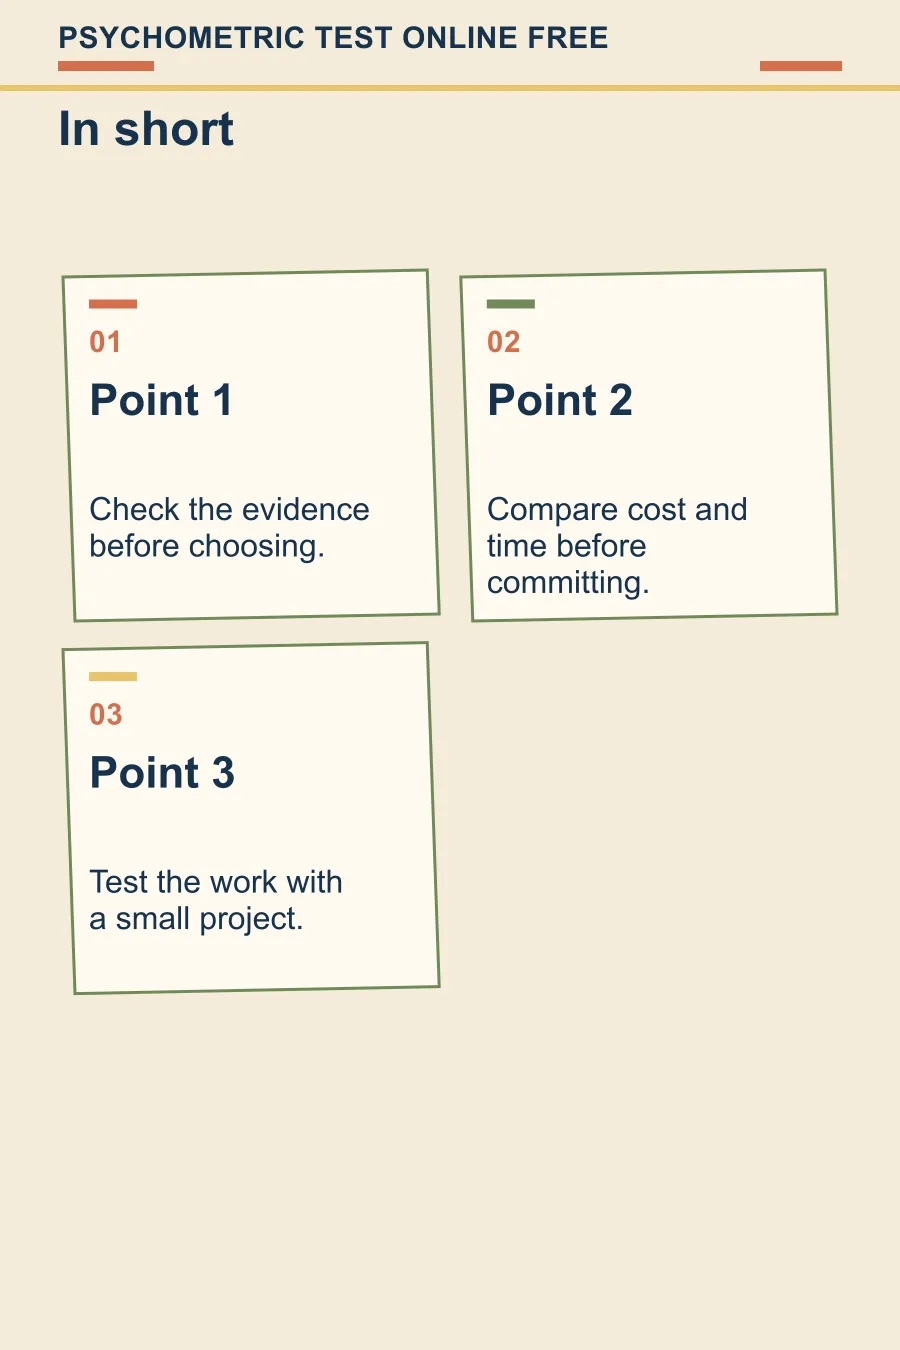 PSYCHOMETRIC TEST ONLINE FREE
In short
01
Point 1
Check the evidence
before choosing.
02
Point 2
Compare cost and
time before
committing.
03
Point 3
Test the work with
a small project.